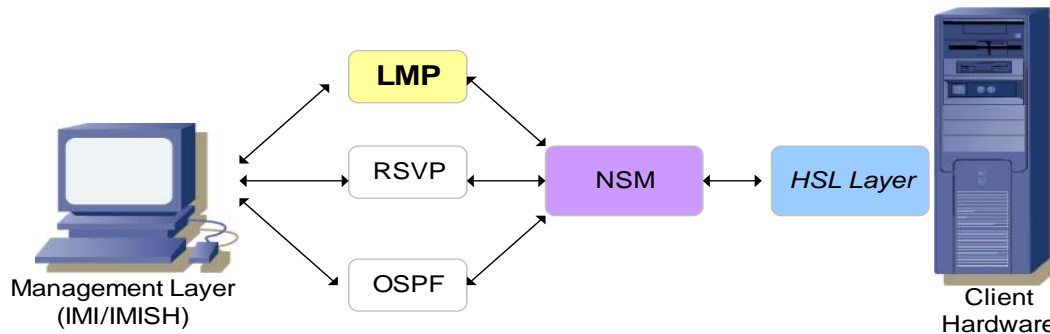 LMP
RSVP
NSM
HSL Layer
OSPF
Management Layer
(IMI/IMISH)
Client
Hardware